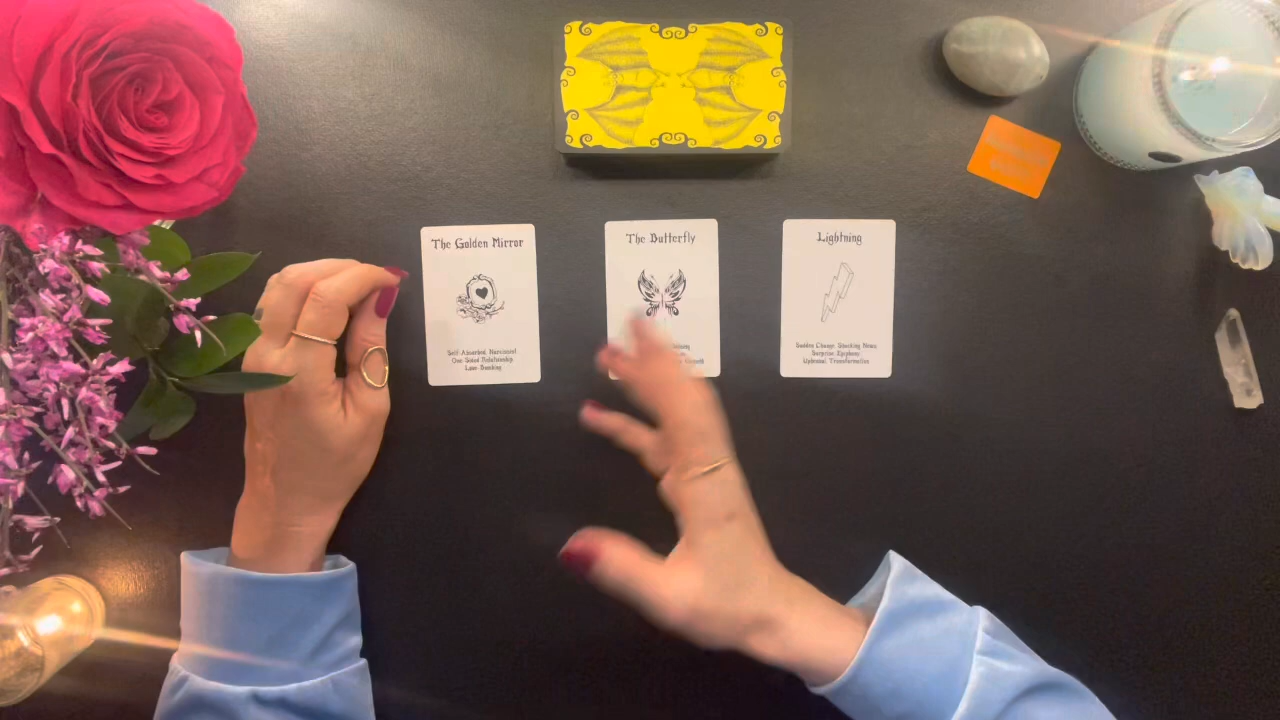 The Golden Mirror
Self-Absorbed, Narcissist
One-Sided Relationship,
Love-Bombing
The Butterfly
Lightning
Sudden Change, Shocking News
Surprise, Epiphany
Upheaval, Transformation